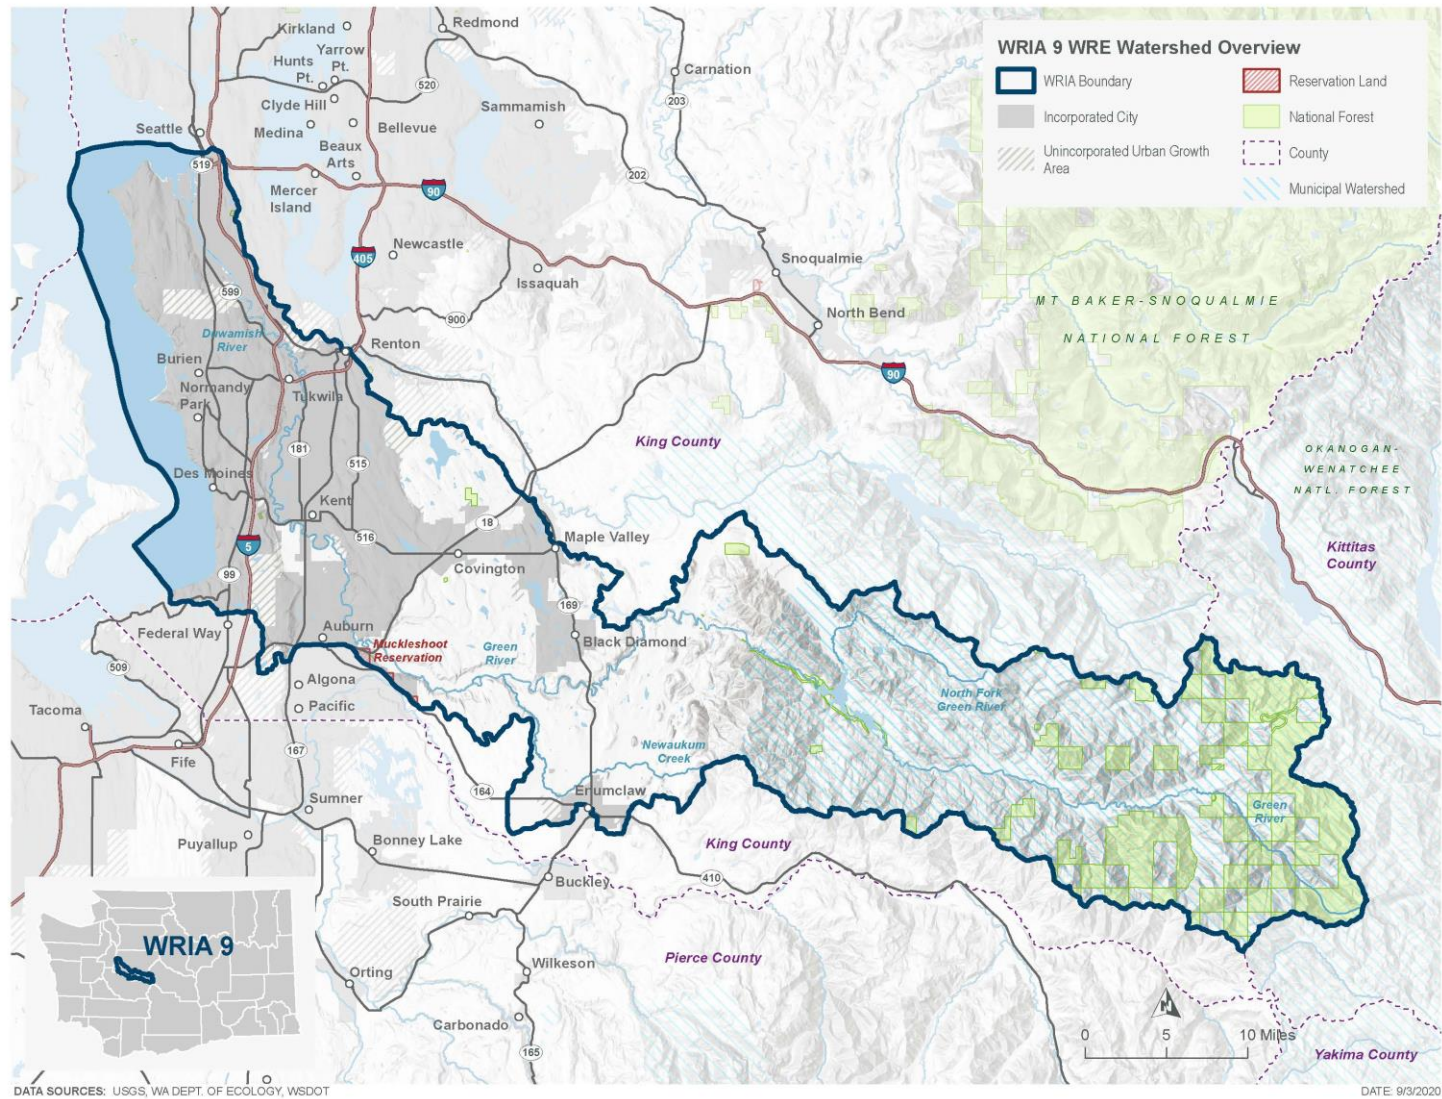 WRIA 9 WRE Watershed Overview
WRIA Boundary
Incorporated City
Unincorporated Urban Growth
Area
Reservation Land
National Forest
County
Municipal Watershed
Kirkland
Redmond
Yarrow
Pt.
Hunts
Pt.
520
Carnation
203
Clyde Hill
Sammamish
Medina
Bellevue
Seattle
Beaux
Arts
519
202
Mercer
Island
90
Newcastle
405
Issaquah
Snoqualmie
599
900
North Bend
MT BAKER-SNOQUALMIE
NATIONAL FOREST
Duwamish
River
Renton
Burien
90
Normandy
Park
Tukwila
King County
181
515
OKANOGAN-
WENATCHEE
NATL. FOREST
Des Moines
Kent
18
516
Maple Valley
5
Kittitas
County
Covington
99
169
Federal Way
Auburn
Black Diamond
Muckleshoot
Reservation
Green
River
509
Algona
North Fork
Green River
Pacific
Tacoma
167
Newaukum
Creek
Fife
164
Enumclaw
Green
River
Sumner
Puyallup
Bonney Lake
King County
410
Buckley
South Prairie
WRIA 9
Pierce County
Wilkeson
Orting
N
Carbonado
0 5 10 Miles
165
Yakima County
DATA SOURCES: USGS, WA DEPT. OF ECOLOGY, WSDOT
DATE: 9/3/2020